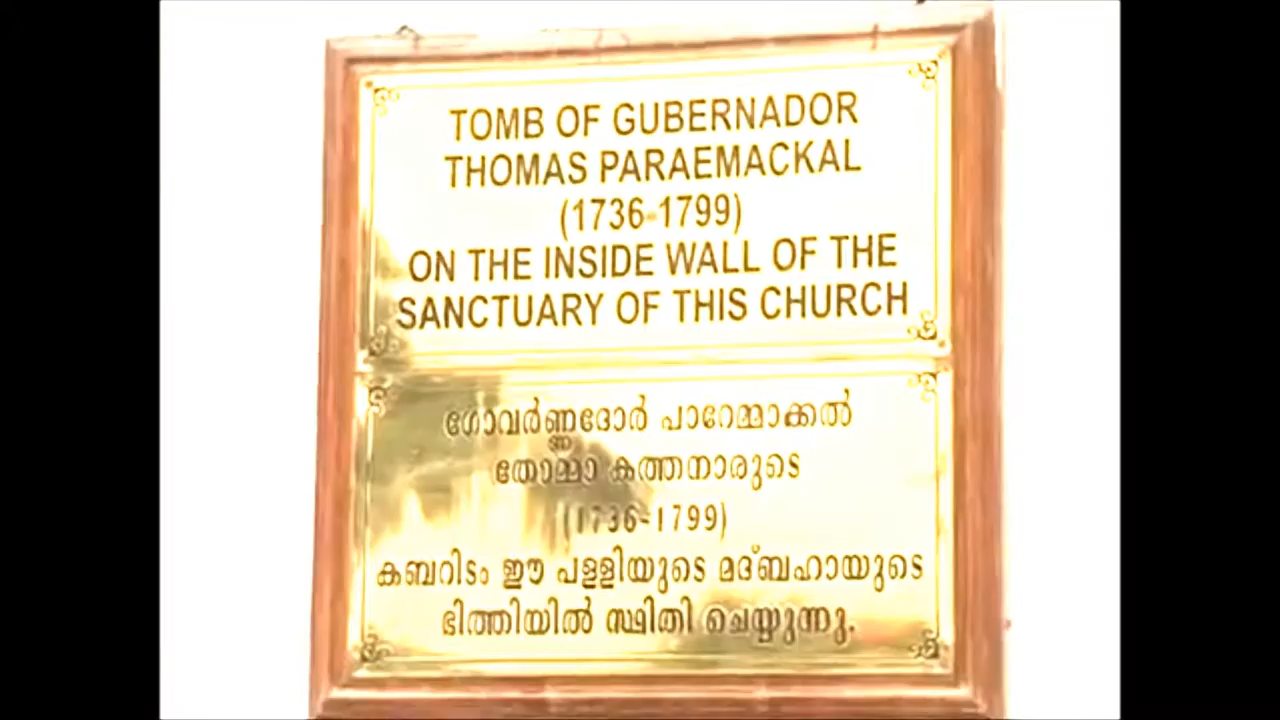 TOMB OF GUBERNADOR
THOMAS PARAEMACKAL
(1736-1799)
ON THE INSIDE WALL OF THE
SANCTUARY OF THIS CHURCH
ഗോവർണ്ണദോർ പാറേമ്മാക്കൽ
തോമ്മാ കത്തനാരുടെ
(1736-1799)
കബറിടം ഈ പള്ളിയുടെ മദ്ബഹായുടെ
ഭിത്തിയിൽ സ്ഥിതി ചെയ്യുന്നു.